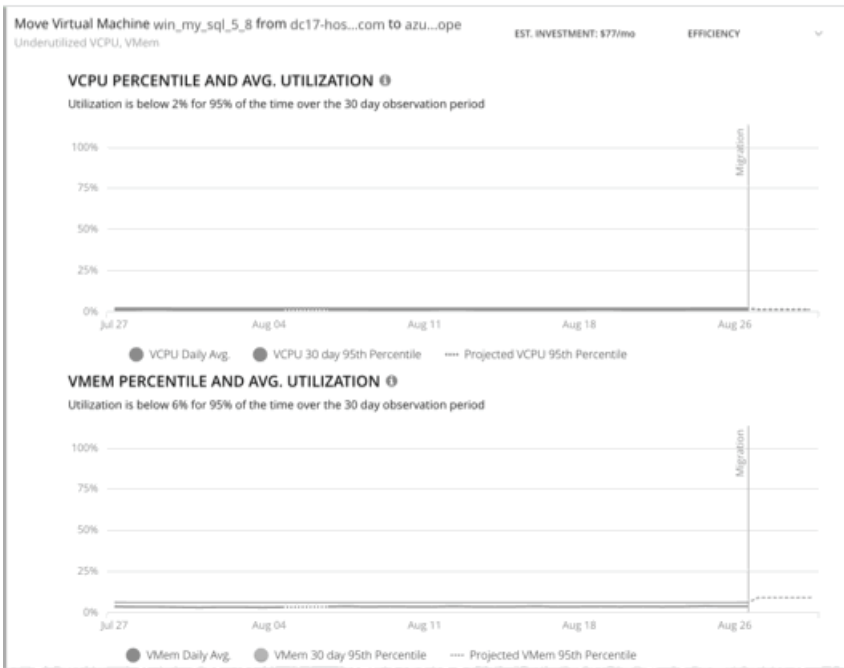 Move Virtual Machine win_my_sql_5_8 from dc17-hos...com to azu...ope
EST. INVESTMENT: $77/mo
EFFICIENCY
Underutilized VCPU, VMem
VCPU PERCENTILE AND AVG. UTILIZATION
Utilization is below 2% for 95% of the time over the 30 day observation period
100%
75%
50%
25%
0%
Migration
Jul 27 Aug 04 Aug 11 Aug 18 Aug 26
VCPU Daily Avg. VCPU 30 day 95th Percentile Projected VCPU 95th Percentile
VMEM PERCENTILE AND AVG. UTILIZATION
Utilization is below 6% for 95% of the time over the 30 day observation period
100%
75%
50%
25%
0%
Migration
Jul 27 Aug 04 Aug 11 Aug 18 Aug 26
VMem Daily Avg. VMem 30 day 95th Percentile Projected VMem 95th Percentile